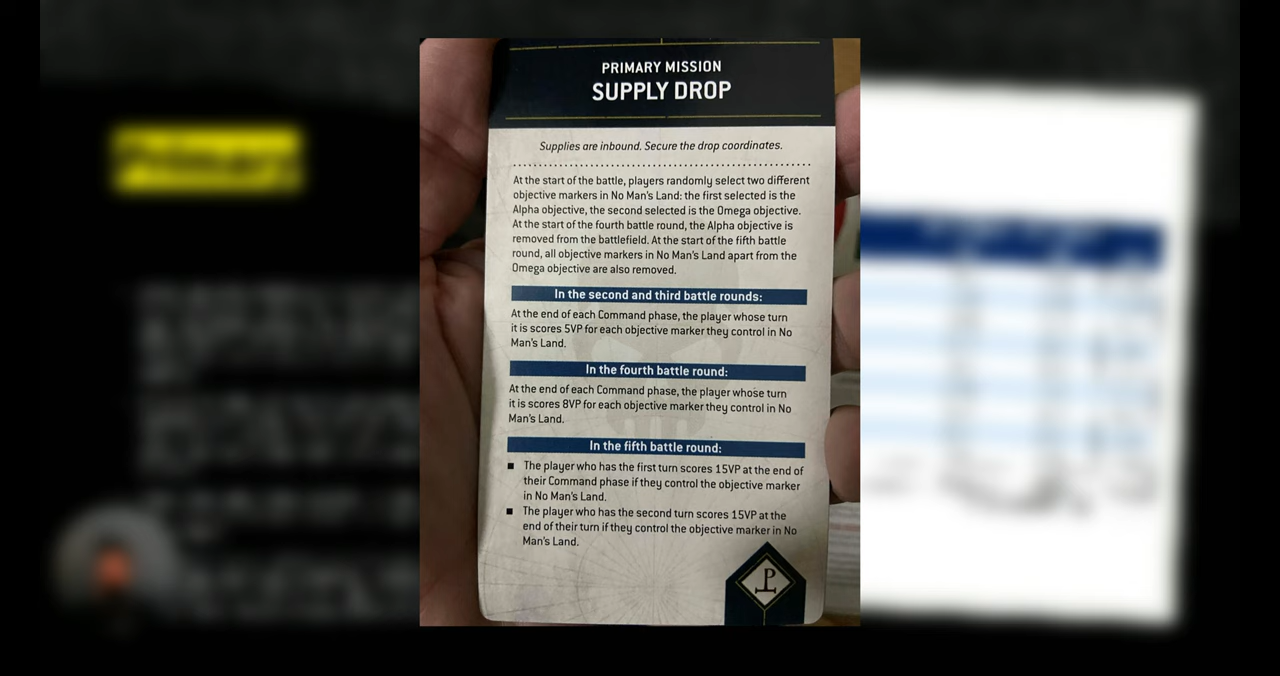 PRIMARY MISSION
SUPPLY DROP
Supplies are inbound. Secure the drop coordinates.
At the start of the battle, players randomly select two different
objective markers in No Man's Land: the first selected is the
Alpha objective, the second selected is the Omega objective.
At the start of the fourth battle round, the Alpha objective is
removed from the battlefield. At the start of the fifth battle
round, all objective markers in No Man's Land apart from the
Omega objective are also removed.
In the second and third battle rounds:
At the end of each Command phase, the player whose turn
it is scores 5VP for each objective marker they control in No
Man's Land.
In the fourth battle round:
At the end of each Command phase, the player whose turn
it is scores 8VP for each objective marker they control in No
Man's Land.
In the fifth battle round:
■ The player who has the first turn scores 15VP at the end of
their Command phase if they control the objective marker
in No Man's Land.
■ The player who has the second turn scores 15VP at the
end of their turn if they control the objective marker in No
Man's Land.
P